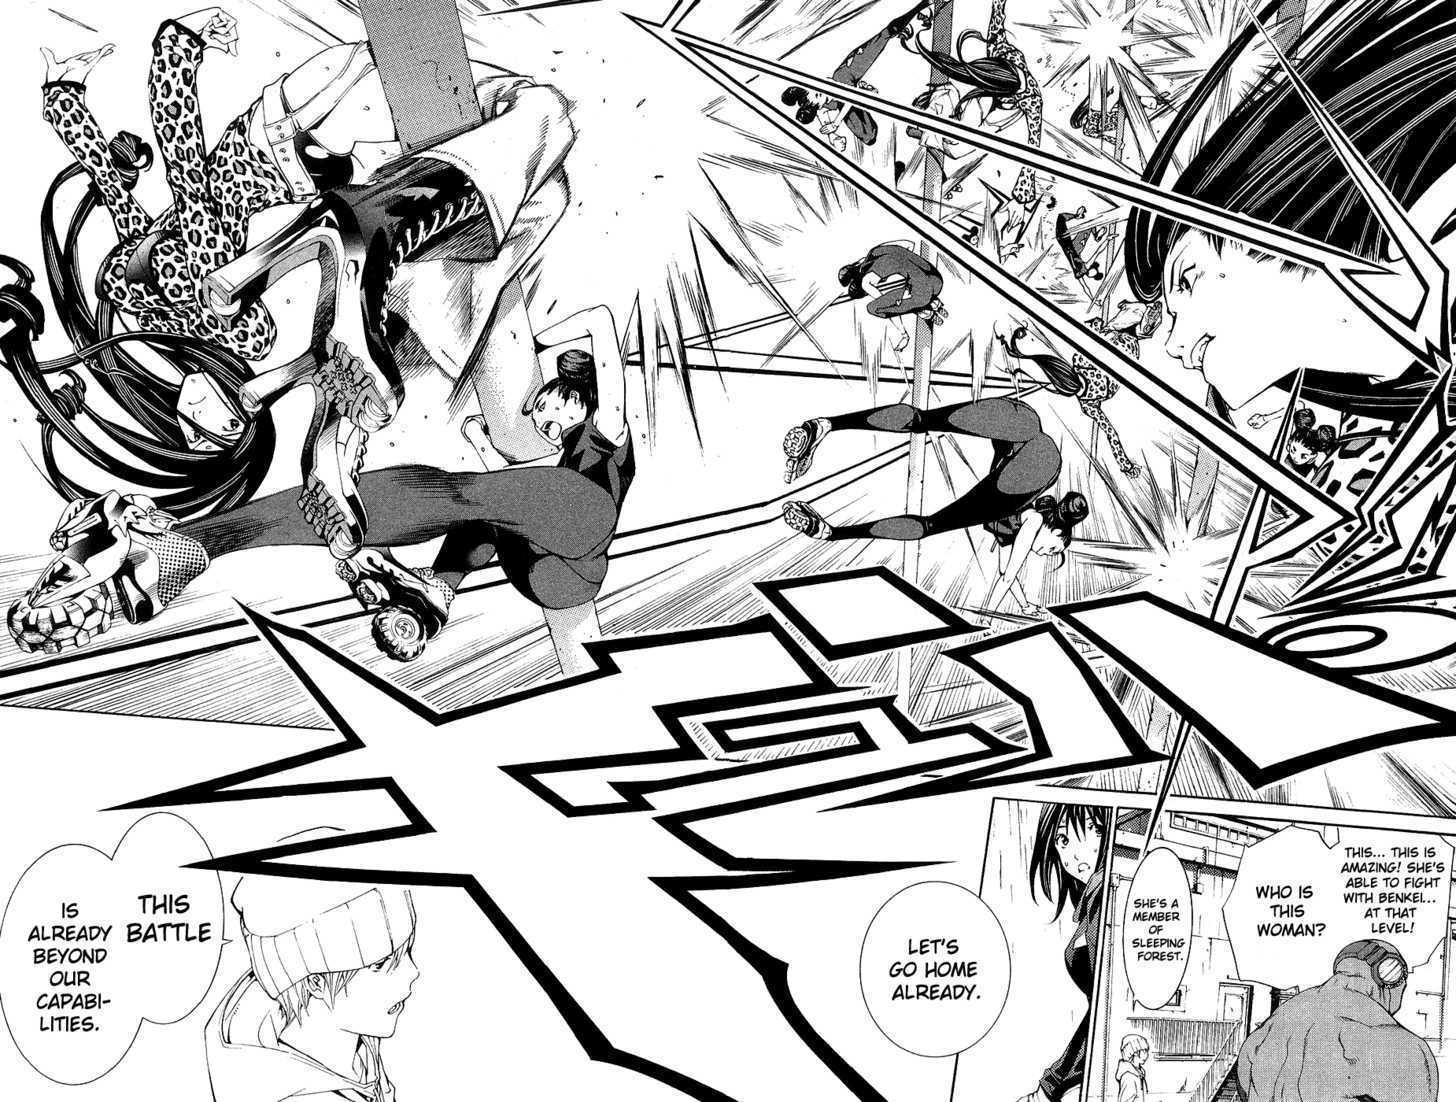 THIS... THIS IS
AMAZING! SHE'S
ABLE TO FIGHT
WITH BENKEI...
AT THAT
LEVEL!
WHO IS
THIS
WOMAN?
SHE'S A
MEMBER
OF
SLEEPING
FOREST.
LET'S
GO HOME
ALREADY.
THIS
BATTLE
IS
ALREADY
BEYOND
OUR
CAPABI-
LITIES.